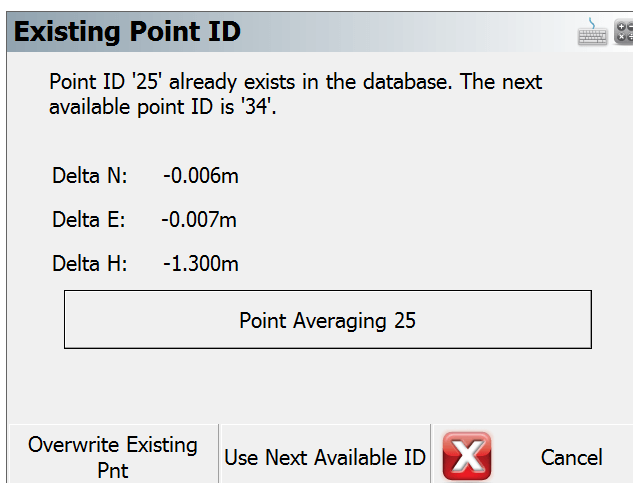 Existing Point ID
Point ID '25' already exists in the database. The next
available point ID is '34'.
Delta N: -0.006m
Delta E: -0.007m
Delta H: -1.300m
Point Averaging 25
Overwrite Existing
Pnt
Use Next Available ID
Cancel